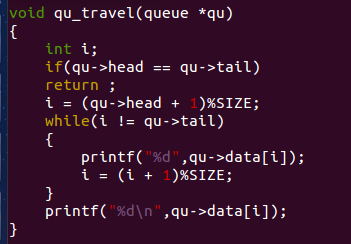 void qu_travel(queue *qu)
{
    int i;
    if(qu->head == qu->tail)
    return ;
    i = (qu->head + 1)%SIZE;
    while(i != qu->tail)
    {
        printf("%d",qu->data[i]);
        i = (i + 1)%SIZE;
    }
    printf("%d\n",qu->data[i]);
}